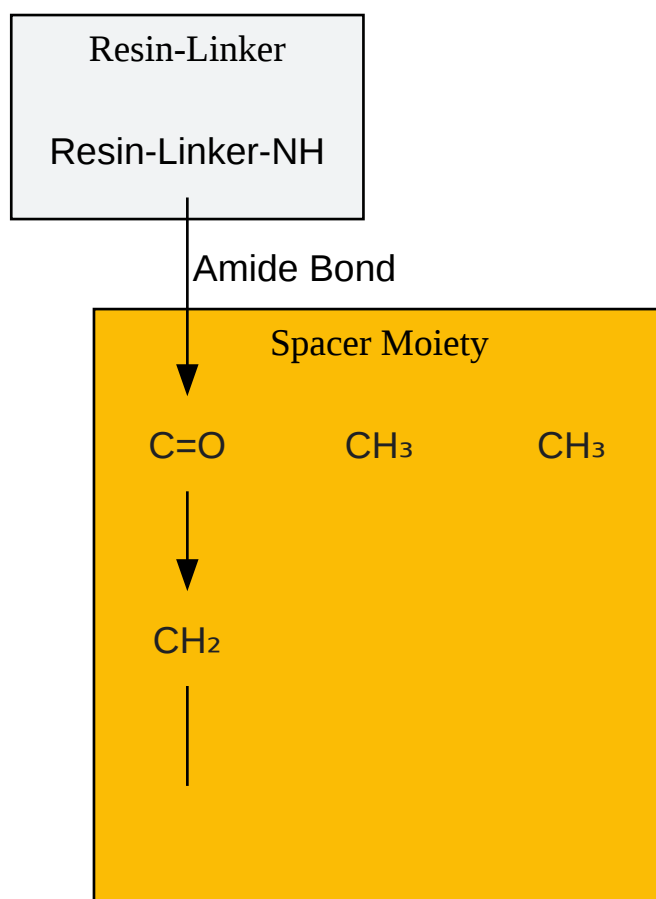 Resin-Linker
Resin-Linker-NH
Amide Bond
Spacer Moiety
C=O CH₃ CH₃
CH₂